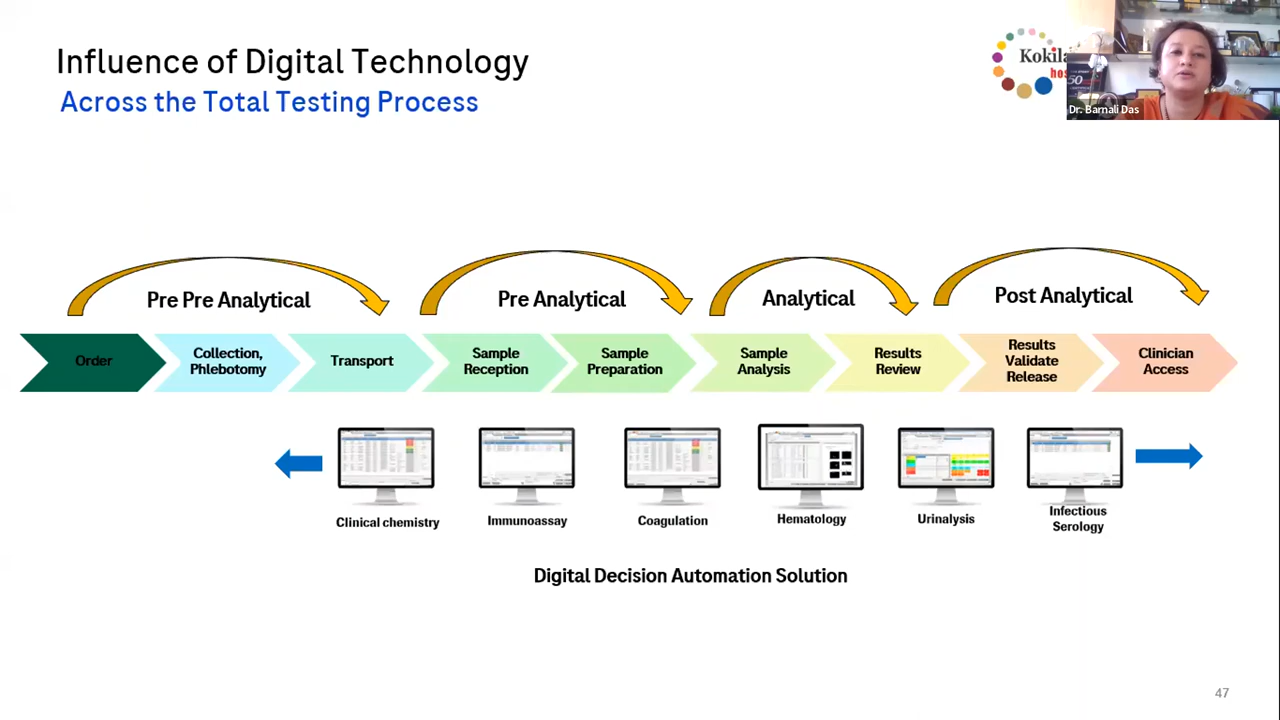 Influence of Digital Technology
Across the Total Testing Process
Dr. Barnali Das
Pre Pre Analytical
Pre Analytical
Analytical
Post Analytical
Order
Collection,
Phlebotomy
Transport
Sample
Reception
Sample
Preparation
Sample
Analysis
Results
Review
Results
Validate
Release
Clinician
Access
Clinical chemistry
Immunoassay
Coagulation
Hematology
Urinalysis
Infectious
Serology
Digital Decision Automation Solution
47